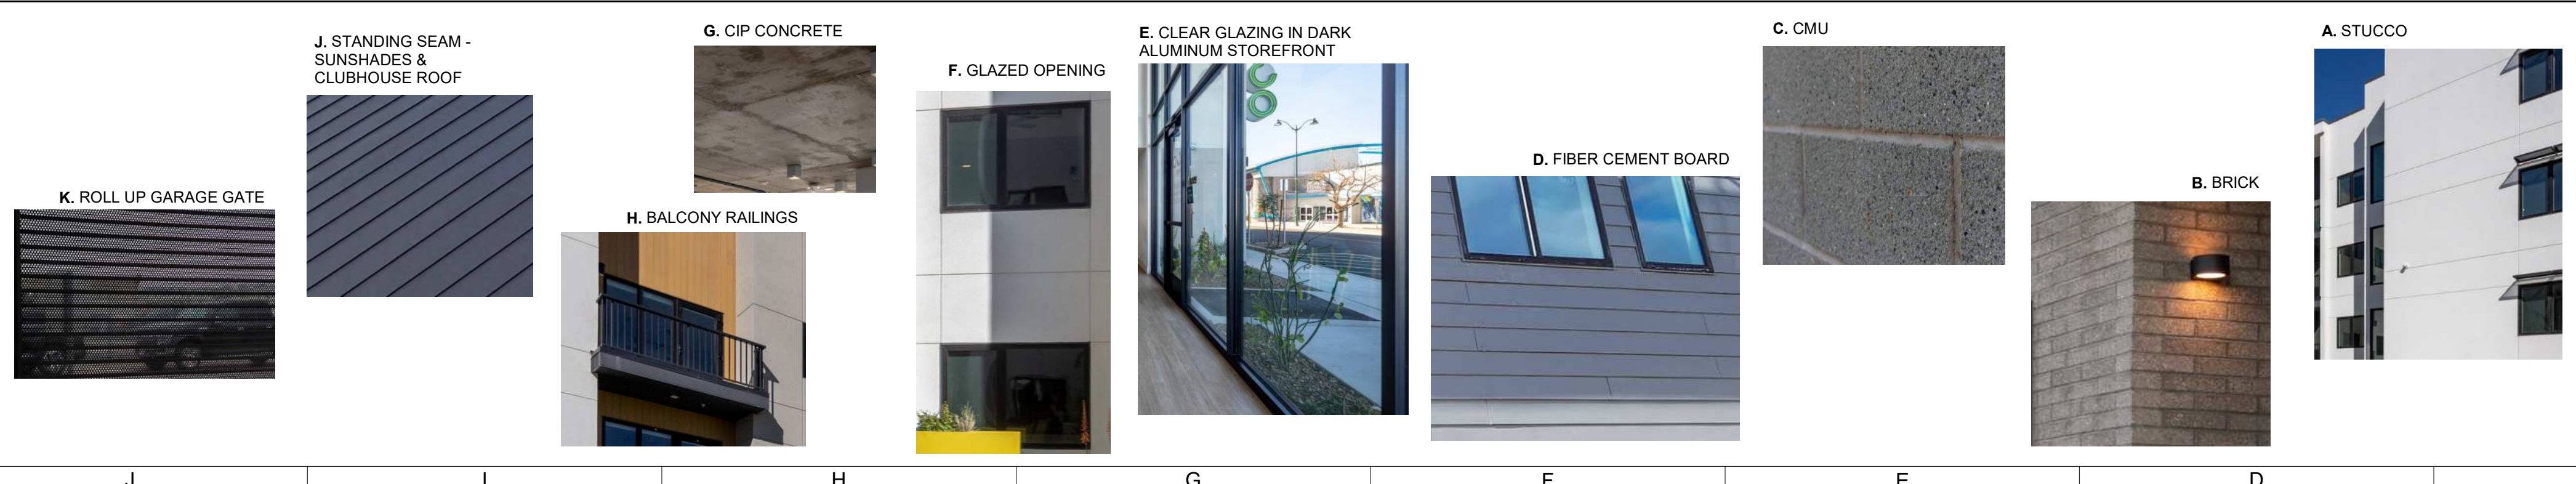 J. STANDING SEAM -
SUNSHADES &
CLUBHOUSE ROOF
G. CIP CONCRETE
F. GLAZED OPENING
E. CLEAR GLAZING IN DARK
ALUMINUM STOREFRONT
C. CMU
A. STUCCO
D. FIBER CEMENT BOARD
B. BRICK
K. ROLL UP GARAGE GATE
H. BALCONY RAILINGS
J
I
H
G
F
E
D